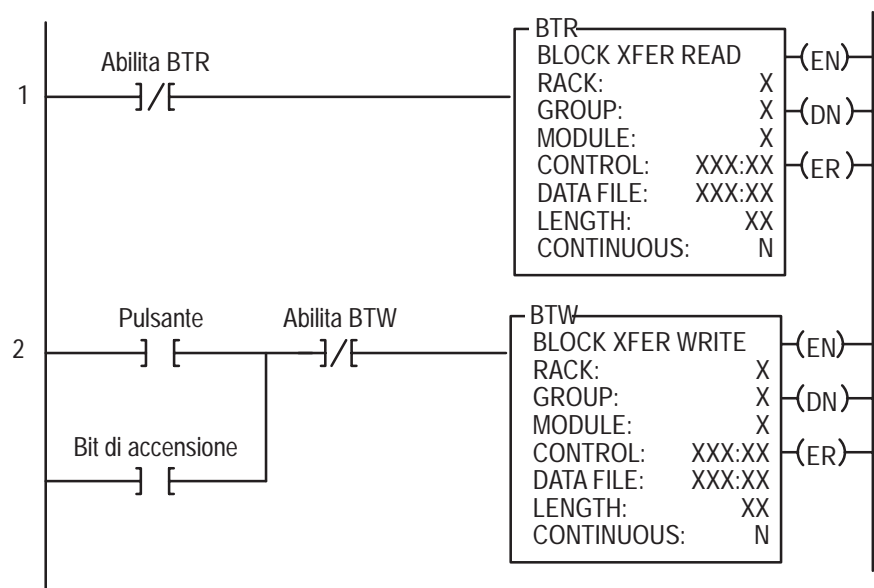 BTR
Abilita BTR
BLOCK XFER READ
(EN)
1
RACK: X
GROUP: X
(DN)
MODULE: X
CONTROL: XXX:XX
(ER)
DATA FILE: XXX:XX
LENGTH: XX
CONTINUOUS: N
Pulsante
Abilita BTW
BTW
2
BLOCK XFER WRITE
(EN)
RACK: X
GROUP: X
(DN)
MODULE: X
Bit di accensione
CONTROL: XXX:XX
(ER)
DATA FILE: XXX:XX
LENGTH: XX
CONTINUOUS: N